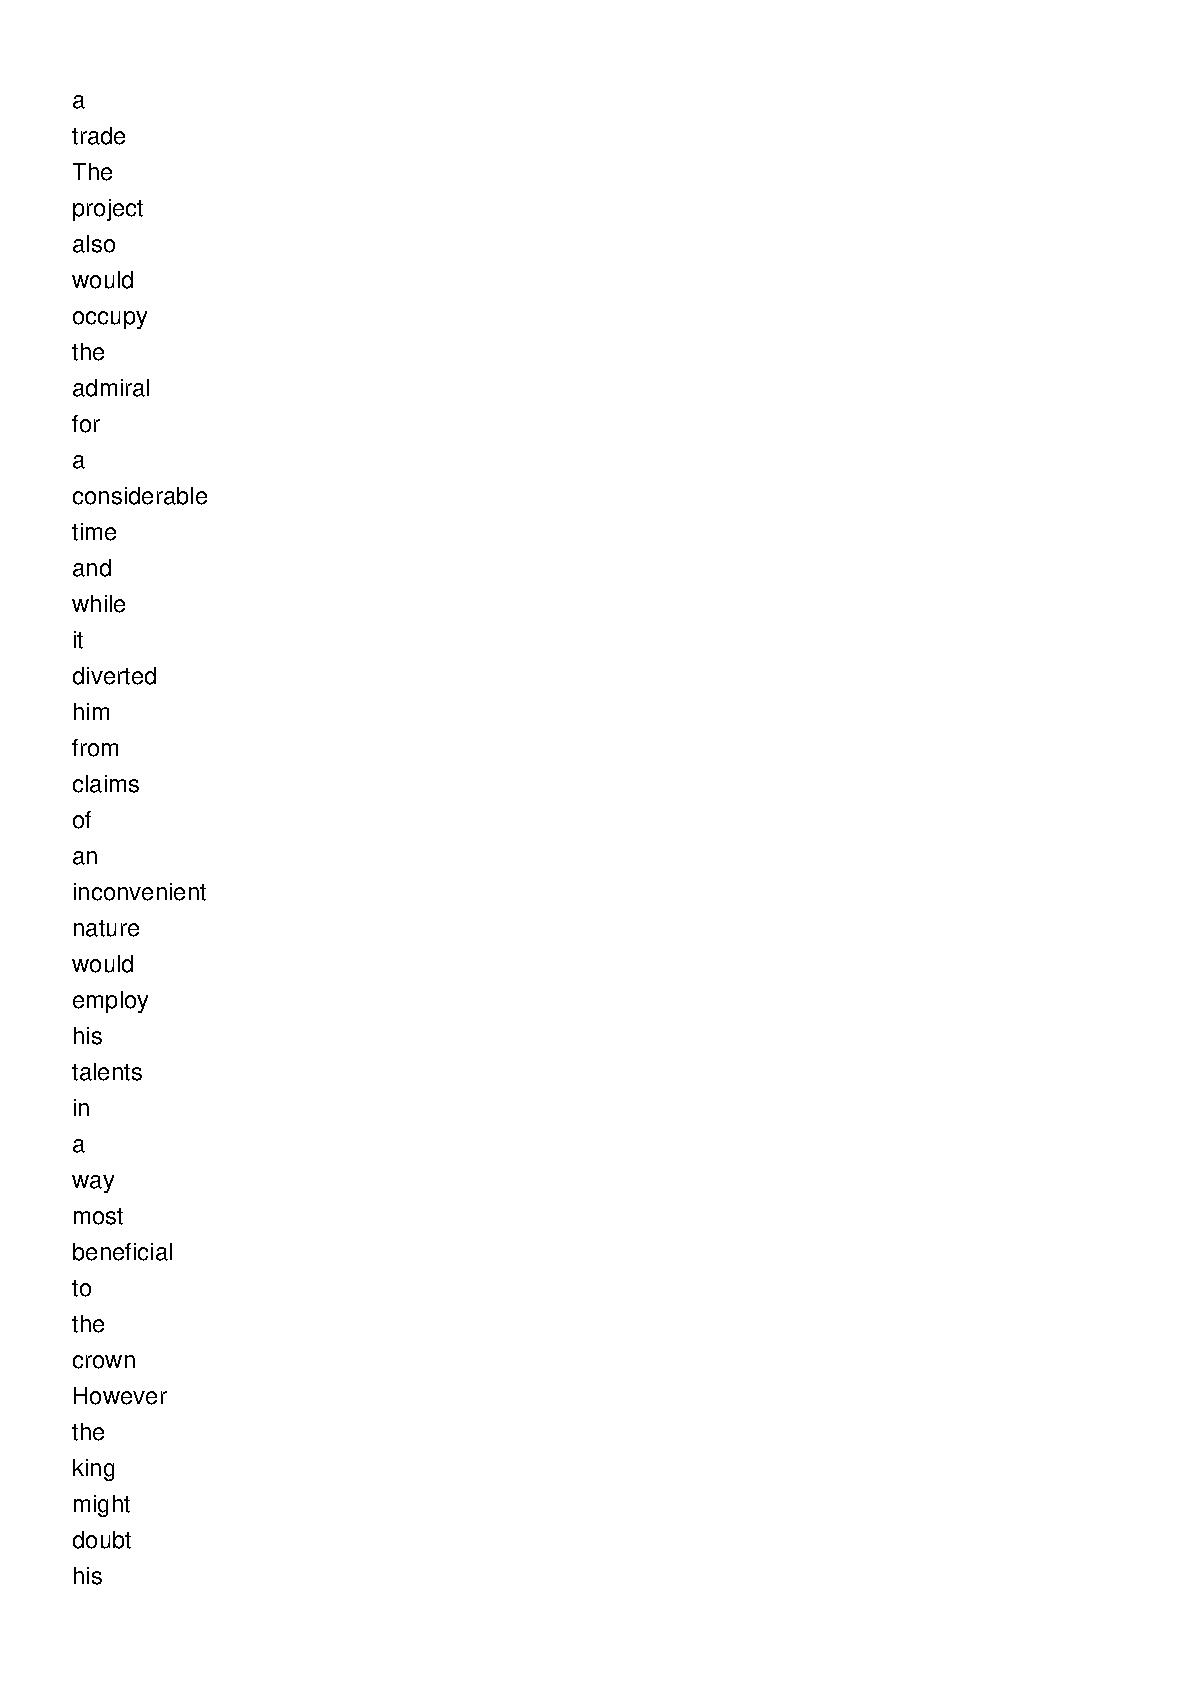 a
trade
The
project
also
would
occupy
the
admiral
for
a
considerable
time
and
while
it
diverted
him
from
claims
of
an
inconvenient
nature
would
employ
his
talents
in
a
way
most
beneficial
to
the
crown
However
the
king
might
doubt
his